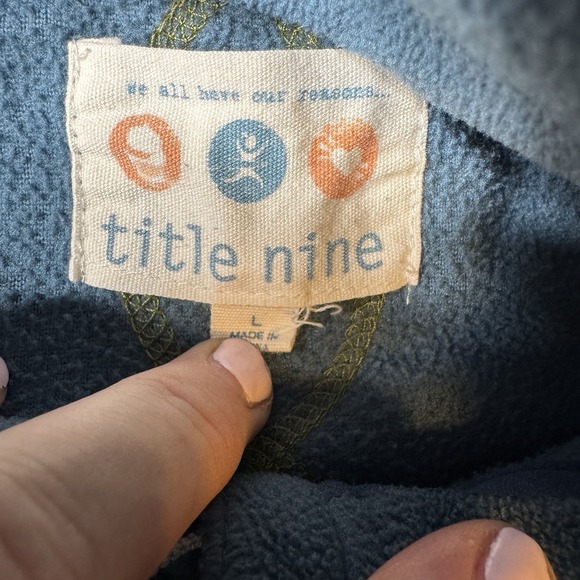 we all have our reasons...
title nine
L
MADE IN